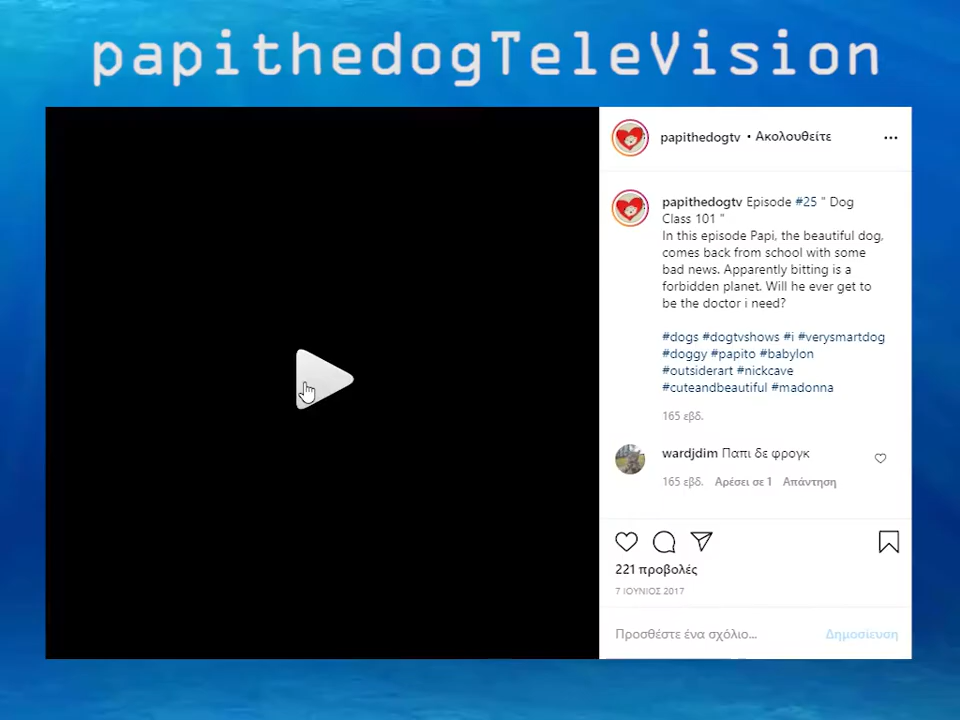 papithedogTeleVision
papithedogtv • Ακολουθείτε
papithedogtv Episode #25 " Dog
Class 101 "
In this episode Papi, the beautiful dog,
comes back from school with some
bad news. Apparently bitting is a
forbidden planet. Will he ever get to
be the doctor i need?
#dogs #dogtvshows #i #verysmartdog
#doggy #papito #babylon
#outsiderart #nickcave
#cuteandbeautiful #madonna
165 εβδ.
wardjdim Παπι δε φρογκ
165 εβδ. Αρέσει σε 1 Απάντηση
221 προβολές
7 ΙΟΥΝΙΟΣ 2017
Προσθέστε ένα σχόλιο... Δημοσίευση